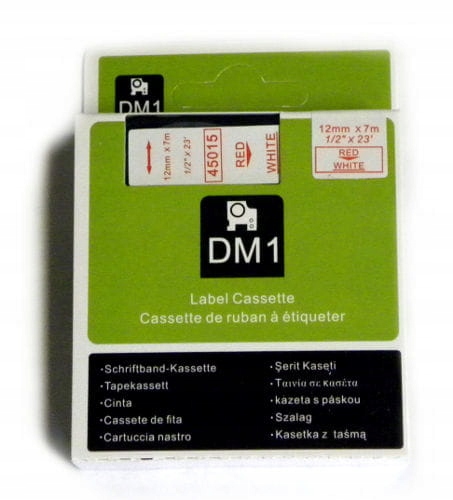 DM1
12mm x 7m
1/2" x 23'
45015
RED
WHITE
12mm x 7m
1/2" x 23'
RED
WHITE
DM1
Label Cassette
Cassette de ruban à étiqueter
·Schriftband-Kassette
·Tapekassett
·Cinta
·Cassete de fita
·Cartuccia nastro
·Şerit Kaseti
·Ταινία σε κασέτα
·kazeta s páskou
·Szalag
·Kasetka z taśmą